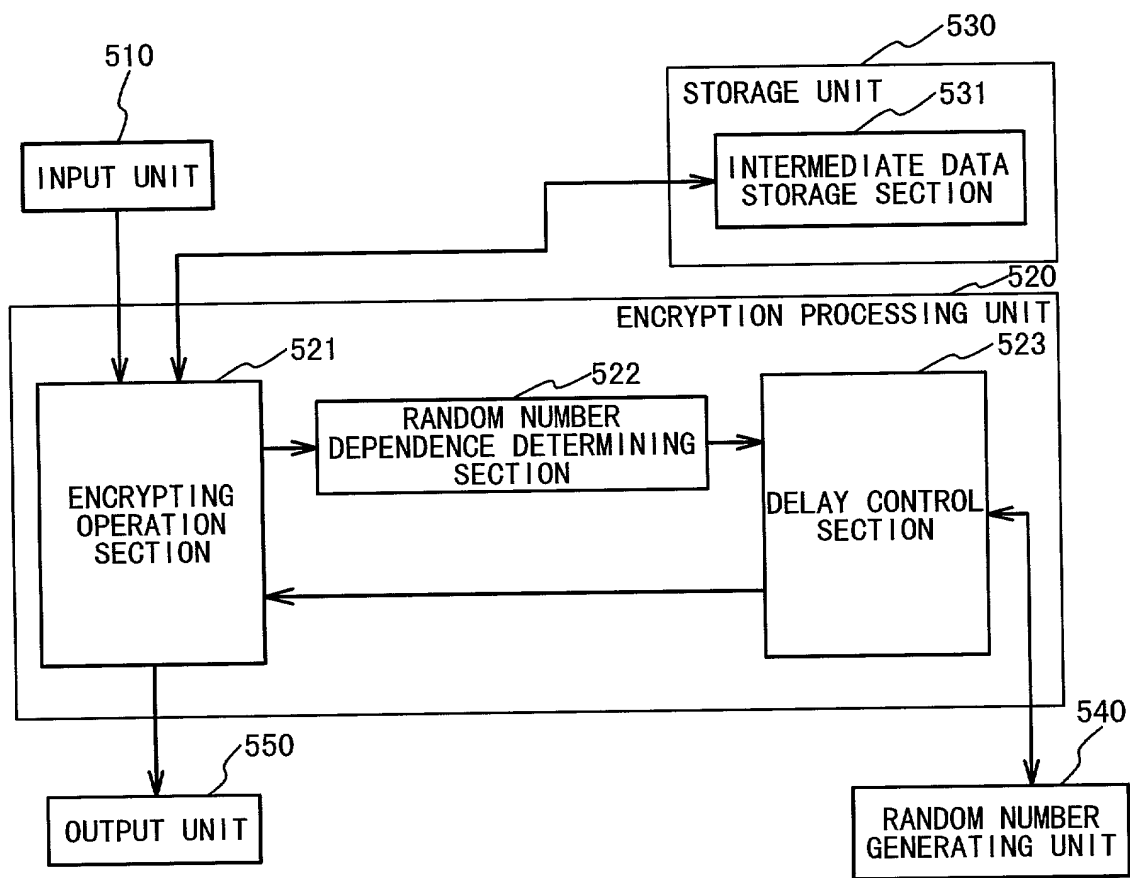 510
INPUT UNIT
530
STORAGE UNIT
531
INTERMEDIATE DATA
STORAGE SECTION
520
ENCRYPTION PROCESSING UNIT
521
ENCRYPTING
OPERATION
SECTION
522
RANDOM NUMBER
DEPENDENCE DETERMINING
SECTION
523
DELAY CONTROL
SECTION
550
OUTPUT UNIT
540
RANDOM NUMBER
GENERATING UNIT